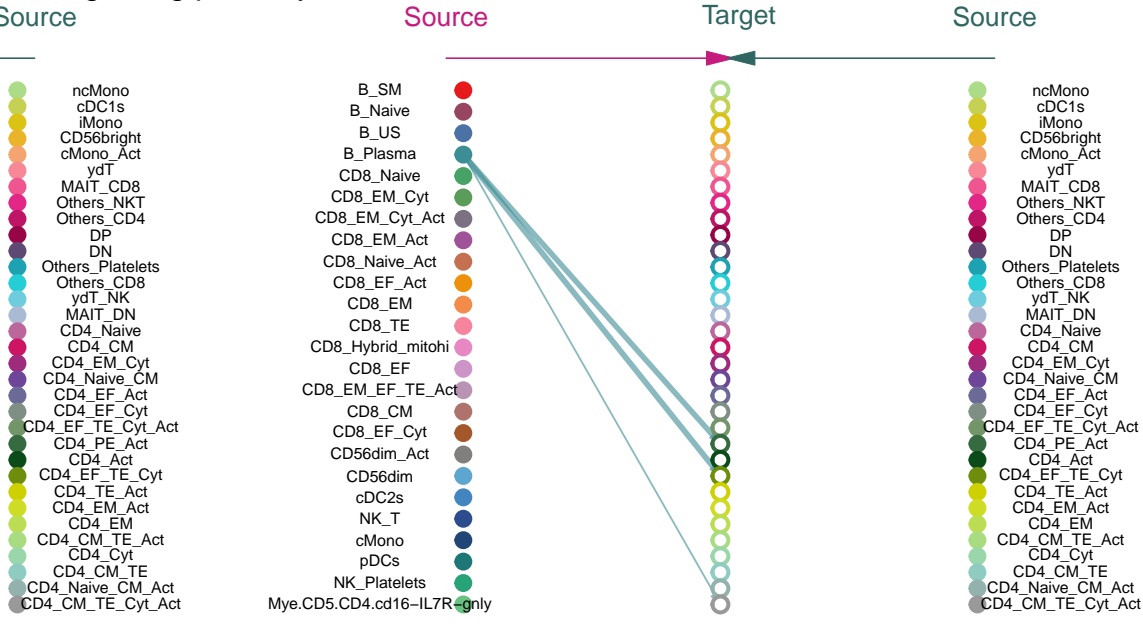 Source
Source
Target
Source
ncMono
cDC1s
iMono
CD56bright
cMono_Act
ydT
MAIT_CD8
Others_NKT
Others_CD4
DP
DN
Others_Platelets
Others_CD8
ydT_NK
MAIT_DN
CD4_Naive
CD4_CM
CD4_EM_Cyt
CD4_Naive_CM
CD4_EF_Act
CD4_EF_Cyt
CD4_EF_TE_Cyt_Act
CD4_PE_Act
CD4_Act
CD4_EF_TE_Cyt
CD4_TE_Act
CD4_EM_Act
CD4_EM
CD4_CM_TE_Act
CD4_Cyt
CD4_CM_TE
CD4_Naive_CM_Act
CD4_CM_TE_Cyt_Act
B_SM
B_Naive
B_US
B_Plasma
CD8_Naive
CD8_EM_Cyt
CD8_EM_Cyt_Act
CD8_EM_Act
CD8_Naive_Act
CD8_EF_Act
CD8_EM
CD8_TE
CD8_Hybrid_mitohi
CD8_EF
CD8_EM_EF_TE_Act
CD8_CM
CD8_EF_Cyt
CD56dim_Act
CD56dim
cDC2s
NK_T
cMono
pDCs
NK_Platelets
Mye.CD5.CD4.cd16−IL7R−gnly
ncMono
cDC1s
iMono
CD56bright
cMono_Act
ydT
MAIT_CD8
Others_NKT
Others_CD4
DP
DN
Others_Platelets
Others_CD8
ydT_NK
MAIT_DN
CD4_Naive
CD4_CM
CD4_EM_Cyt
CD4_Naive_CM
CD4_EF_Act
CD4_EF_Cyt
CD4_EF_TE_Cyt_Act
CD4_PE_Act
CD4_Act
CD4_EF_TE_Cyt
CD4_TE_Act
CD4_EM_Act
CD4_EM
CD4_CM_TE_Act
CD4_Cyt
CD4_CM_TE
CD4_Naive_CM_Act
CD4_CM_TE_Cyt_Act